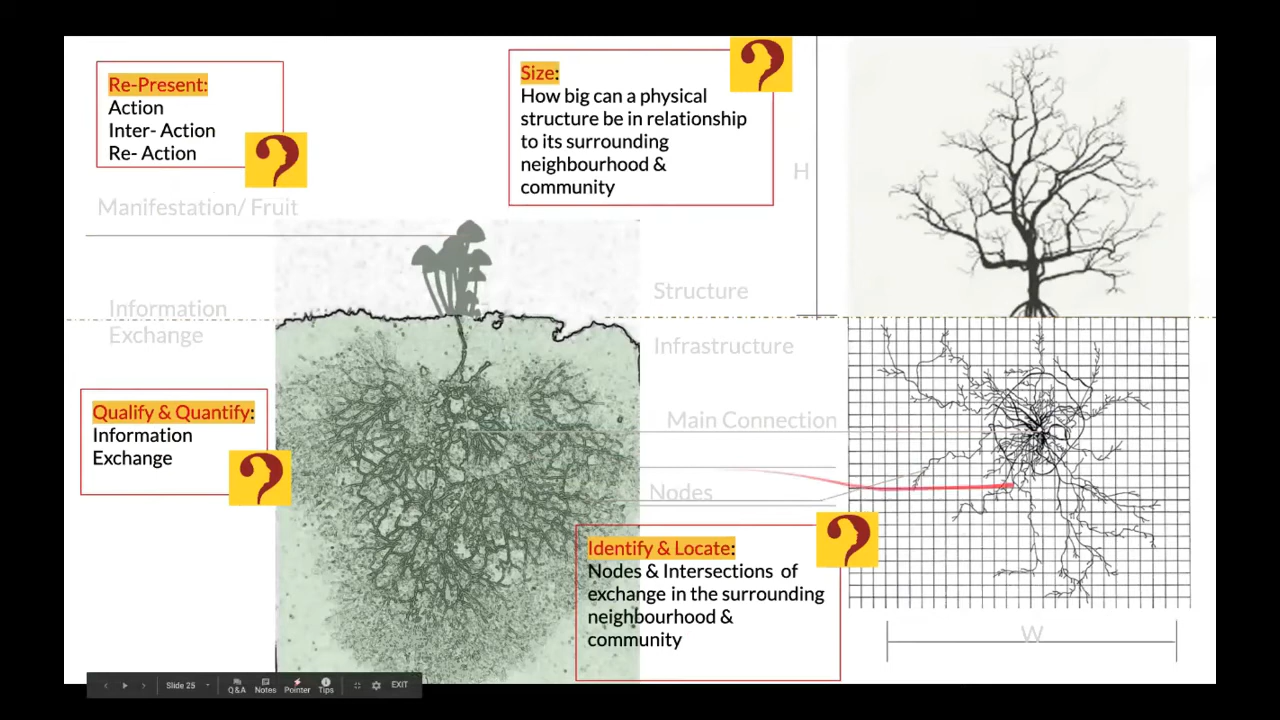 Re-Present:
Action
Inter- Action
Re- Action
Manifestation/ Fruit
Information
Exchange
Qualify & Quantify:
Information
Exchange
Size:
How big can a physical
structure be in relationship
to its surrounding
neighbourhood &
community
H
Structure
Infrastructure
Main Connection
Nodes
Identify & Locate:
Nodes & Intersections of
exchange in the surrounding
neighbourhood &
community
W
Slide 25
Q&A
Notes
Pointer
Tips
EXIT